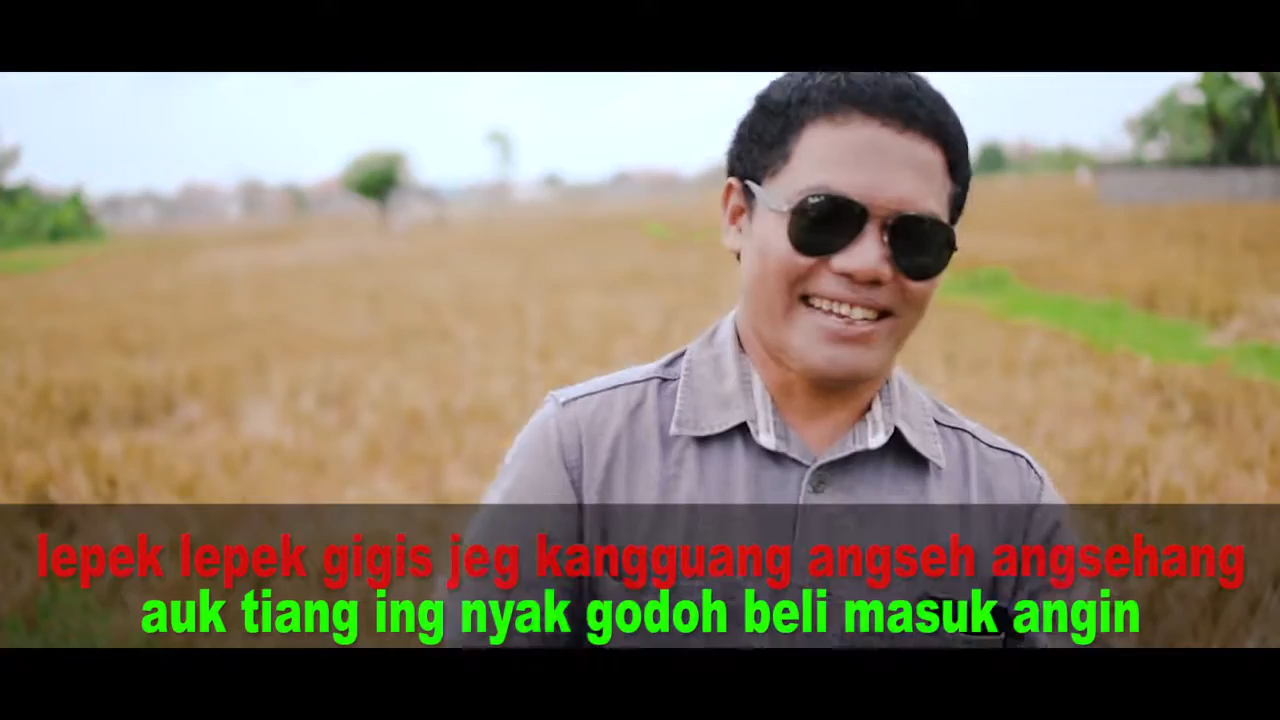 lepek lepek gigis jeg kangguang angseh angsehang
auk tiang ing nyak godoh beli masuk angin